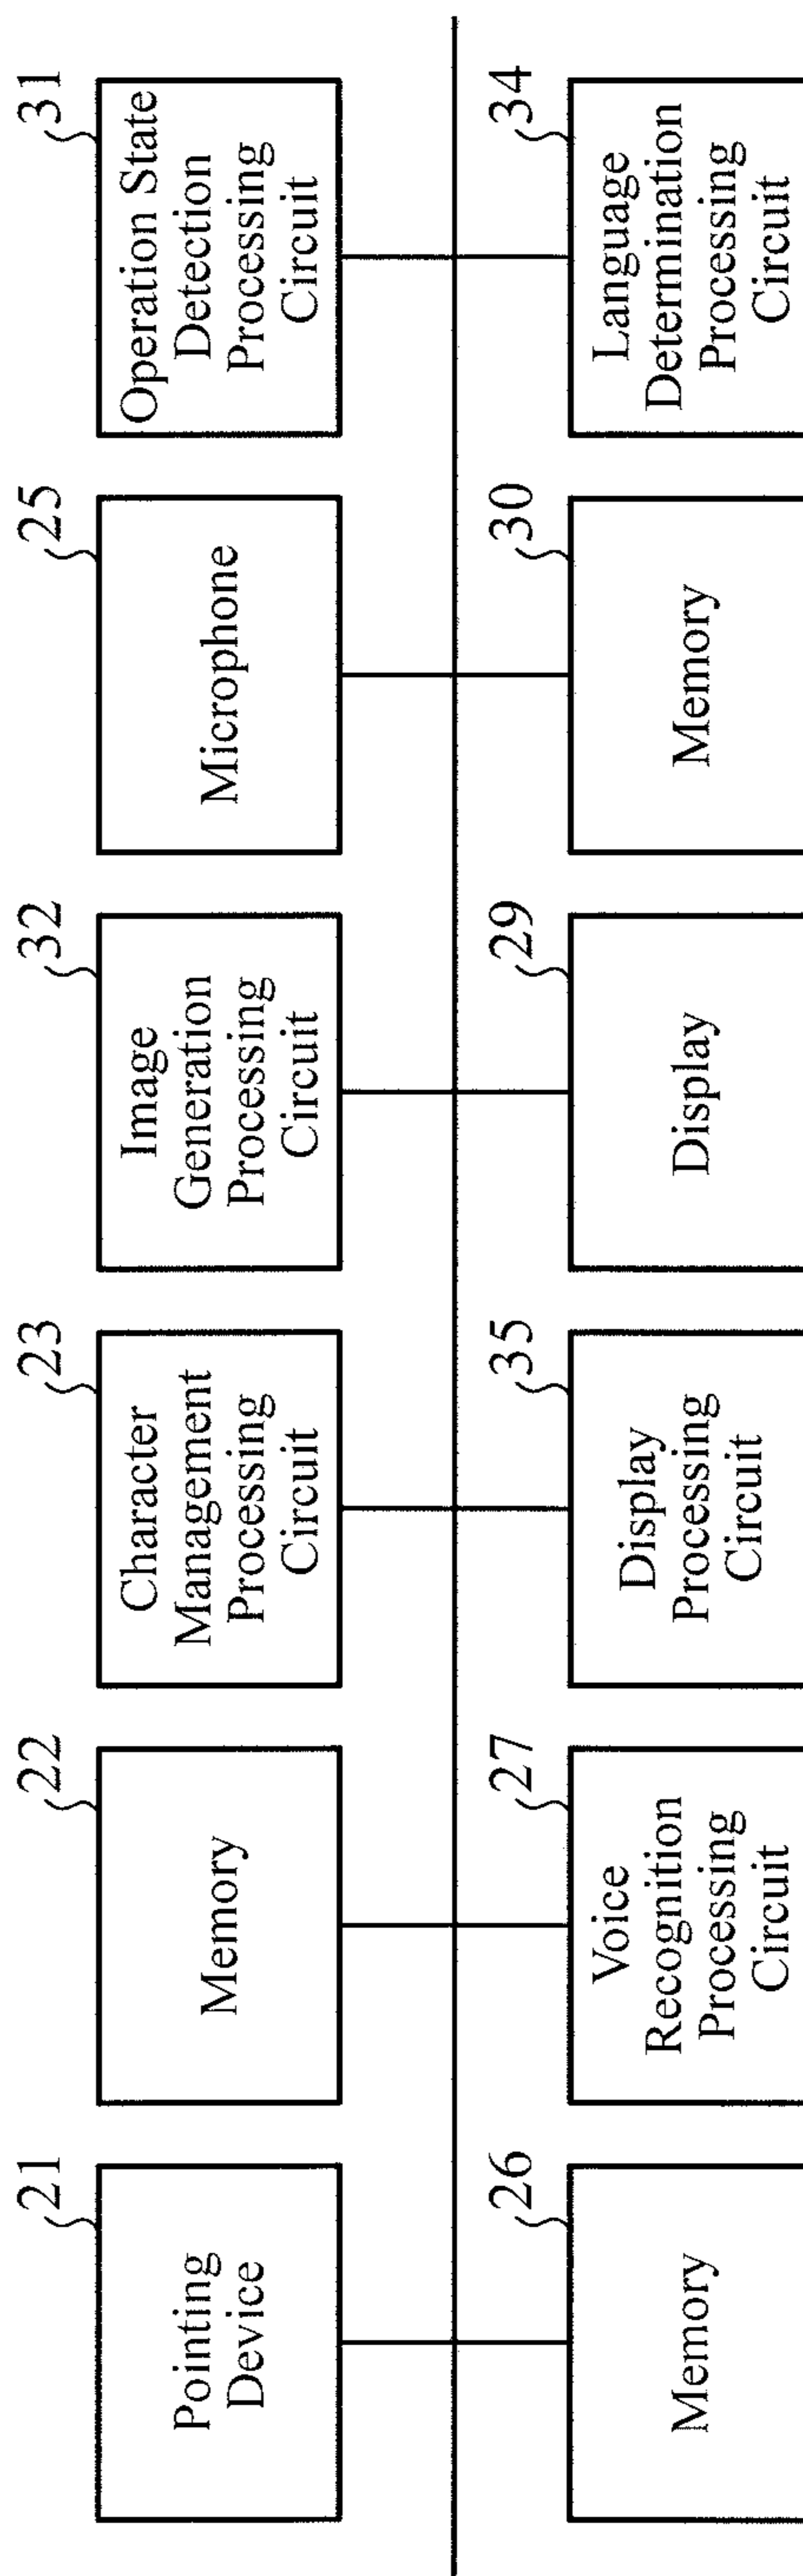 21
Pointing
Device
22
Memory
23
Character
Management
Processing
Circuit
32
Image
Generation
Processing
Circuit
25
Microphone
31
Operation State
Detection
Processing
Circuit
26
Memory
27
Voice
Recognition
Processing
Circuit
35
Display
Processing
Circuit
29
Display
30
Memory
34
Language
Determination
Processing
Circuit